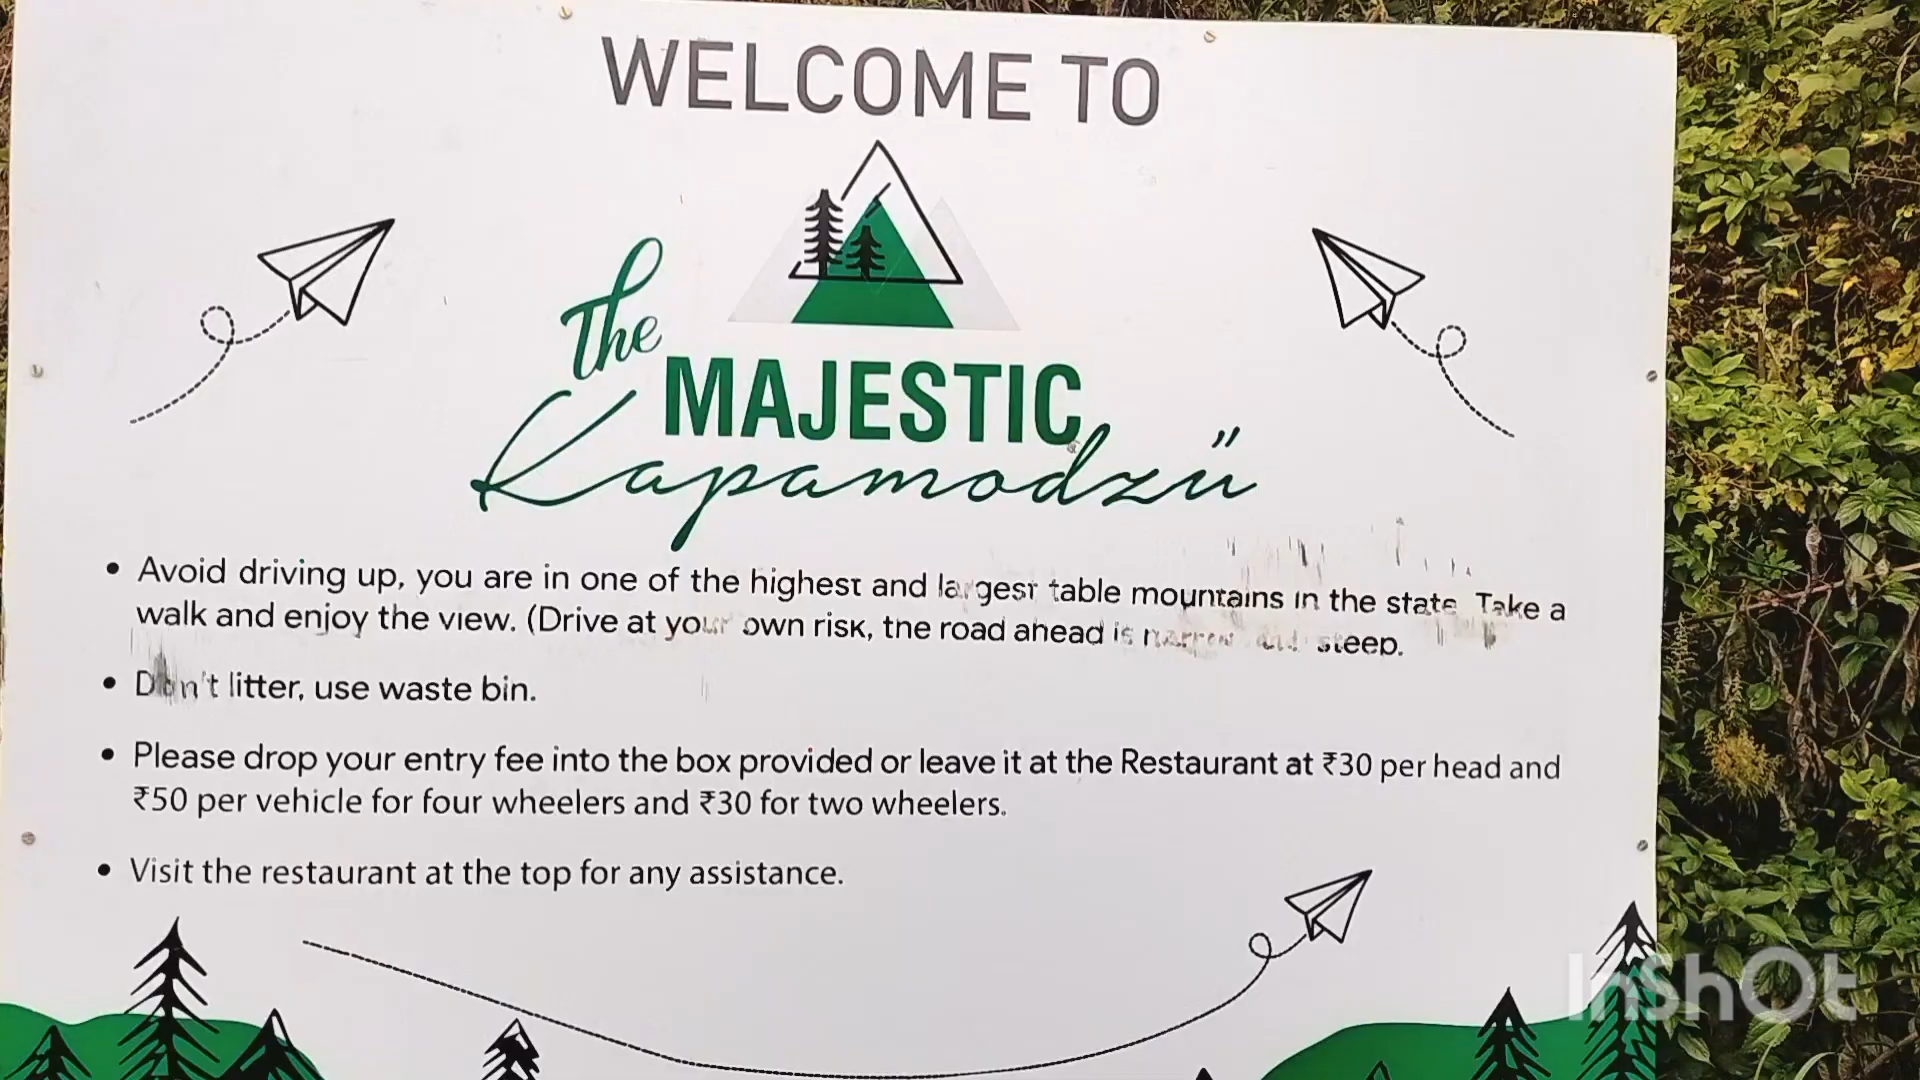 WELCOME TO
The
MAJESTIC
Kapamodzü
• Avoid driving up, you are in one of the highest and largest table mountains in the state. Take a
walk and enjoy the view. (Drive at your own risk, the road ahead is narrow and steep.
• Don't litter, use waste bin.
• Please drop your entry fee into the box provided or leave it at the Restaurant at ₹30 per head and
₹50 per vehicle for four wheelers and ₹30 for two wheelers.
• Visit the restaurant at the top for any assistance.
InShOt